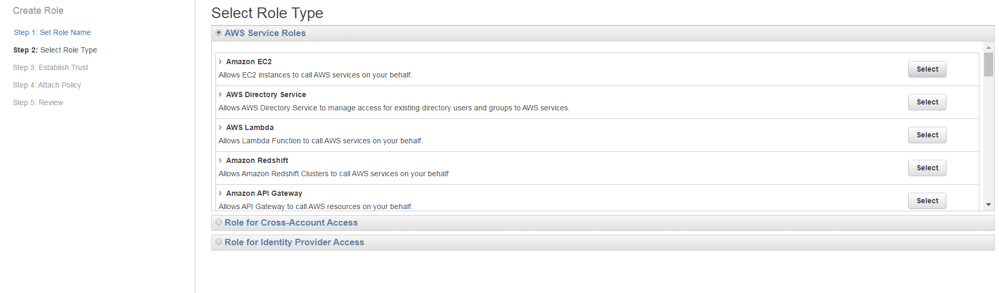 Create Role
Step 1: Set Role Name
Step 2: Select Role Type
Step 3: Establish Trust
Step 4: Attach Policy
Step 5: Review
Select Role Type
AWS Service Roles
Amazon EC2
Allows EC2 instances to call AWS services on your behalf.
Select
AWS Directory Service
Allows AWS Directory Service to manage access for existing directory users and groups to AWS services.
Select
AWS Lambda
Allows Lambda Function to call AWS services on your behalf.
Select
Amazon Redshift
Allows Amazon Redshift Clusters to call AWS services on your behalf
Select
Amazon API Gateway
Allows API Gateway to call AWS resources on your behalf.
Select
Role for Cross-Account Access
Role for Identity Provider Access